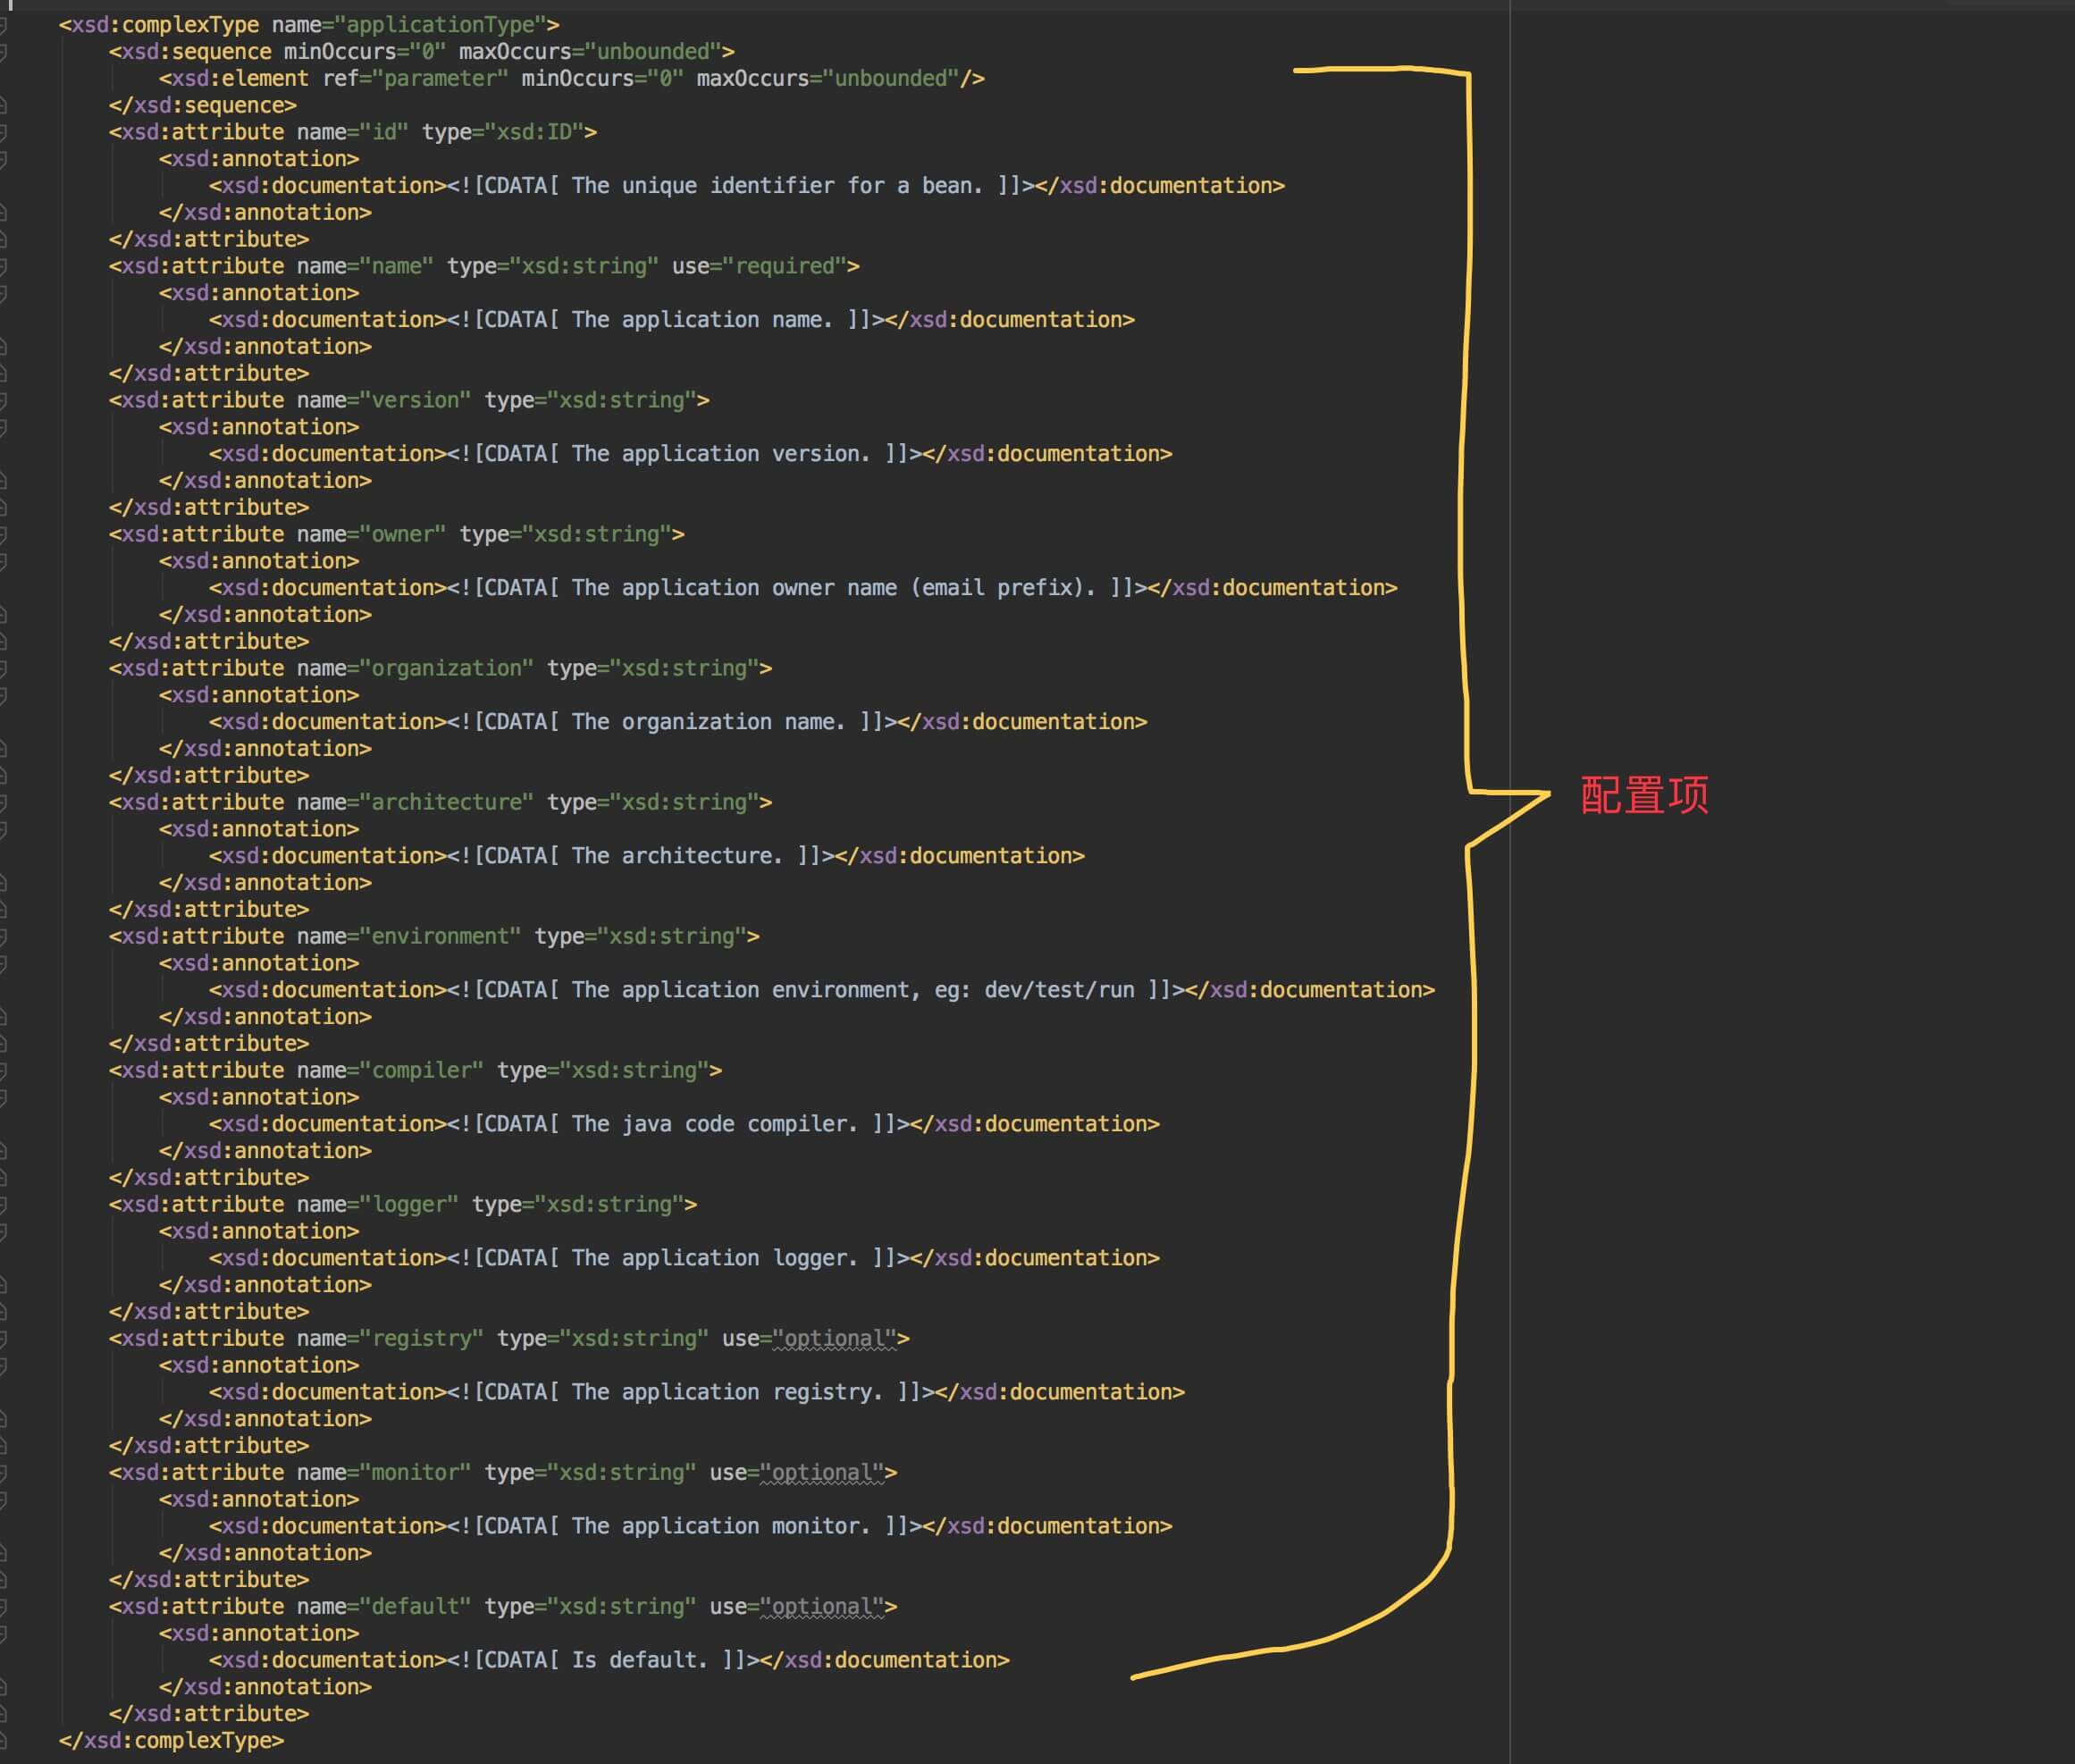 <xsd:complexType name="applicationType">
<xsd:sequence minOccurs="0" maxOccurs="unbounded">
<xsd:element ref="parameter" minOccurs="0" maxOccurs="unbounded"/>
</xsd:sequence>
<xsd:attribute name="id" type="xsd:ID">
<xsd:annotation>
<xsd:documentation><![CDATA[ The unique identifier for a bean. ]]></xsd:documentation>
</xsd:annotation>
</xsd:attribute>
<xsd:attribute name="name" type="xsd:string" use="required">
<xsd:annotation>
<xsd:documentation><![CDATA[ The application name. ]]></xsd:documentation>
</xsd:annotation>
</xsd:attribute>
<xsd:attribute name="version" type="xsd:string">
<xsd:annotation>
<xsd:documentation><![CDATA[ The application version. ]]></xsd:documentation>
</xsd:annotation>
</xsd:attribute>
<xsd:attribute name="owner" type="xsd:string">
<xsd:annotation>
<xsd:documentation><![CDATA[ The application owner name (email prefix). ]]></xsd:documentation>
</xsd:annotation>
</xsd:attribute>
<xsd:attribute name="organization" type="xsd:string">
<xsd:annotation>
<xsd:documentation><![CDATA[ The organization name. ]]></xsd:documentation>
</xsd:annotation>
</xsd:attribute>
配置项
<xsd:attribute name="architecture" type="xsd:string">
<xsd:annotation>
<xsd:documentation><![CDATA[ The architecture. ]]></xsd:documentation>
</xsd:annotation>
</xsd:attribute>
<xsd:attribute name="environment" type="xsd:string">
<xsd:annotation>
<xsd:documentation><![CDATA[ The application environment, eg: dev/test/run ]]></xsd:documentation>
</xsd:annotation>
</xsd:attribute>
<xsd:attribute name="compiler" type="xsd:string">
<xsd:annotation>
<xsd:documentation><![CDATA[ The java code compiler. ]]></xsd:documentation>
</xsd:annotation>
</xsd:attribute>
<xsd:attribute name="logger" type="xsd:string">
<xsd:annotation>
<xsd:documentation><![CDATA[ The application logger. ]]></xsd:documentation>
</xsd:annotation>
</xsd:attribute>
<xsd:attribute name="registry" type="xsd:string" use="optional">
<xsd:annotation>
<xsd:documentation><![CDATA[ The application registry. ]]></xsd:documentation>
</xsd:annotation>
</xsd:attribute>
<xsd:attribute name="monitor" type="xsd:string" use="optional">
<xsd:annotation>
<xsd:documentation><![CDATA[ The application monitor. ]]></xsd:documentation>
</xsd:annotation>
</xsd:attribute>
<xsd:attribute name="default" type="xsd:string" use="optional">
<xsd:annotation>
<xsd:documentation><![CDATA[ Is default. ]]></xsd:documentation>
</xsd:annotation>
</xsd:attribute>
</xsd:complexType>